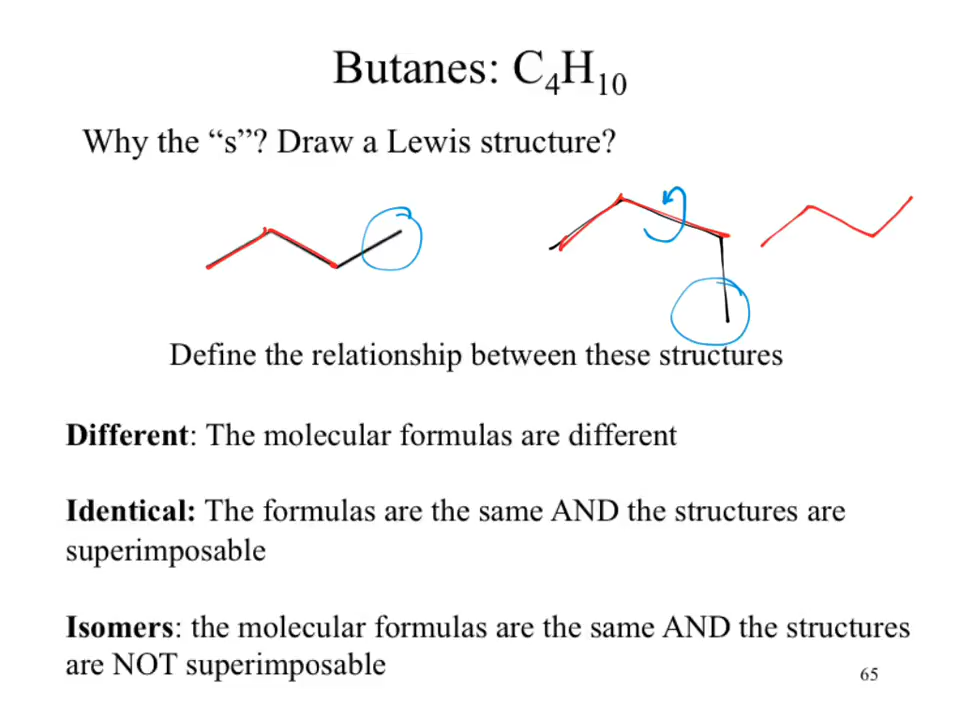 Butanes: C₄H₁₀
Why the “s”? Draw a Lewis structure?
Define the relationship between these structures
Different: The molecular formulas are different
Identical: The formulas are the same AND the structures are
superimposable
Isomers: the molecular formulas are the same AND the structures
are NOT superimposable
65